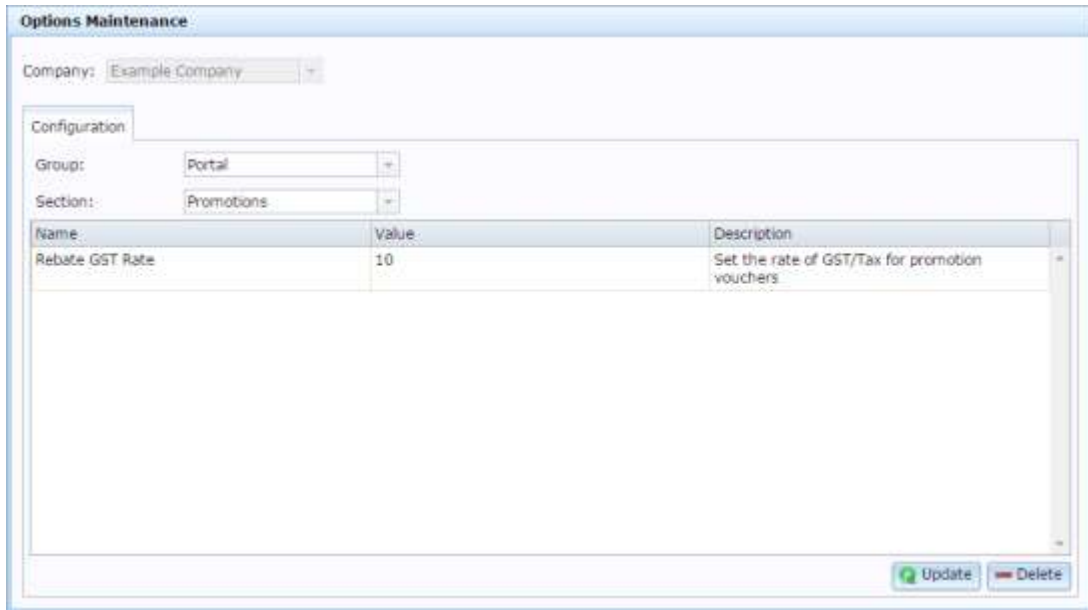 Options Maintenance
Company: Example Company
Configuration
Group: Portal
Section: Promotions
Name Value Description
Rebate GST Rate 10 Set the rate of GST/Tax for promotion
vouchers
Update Delete